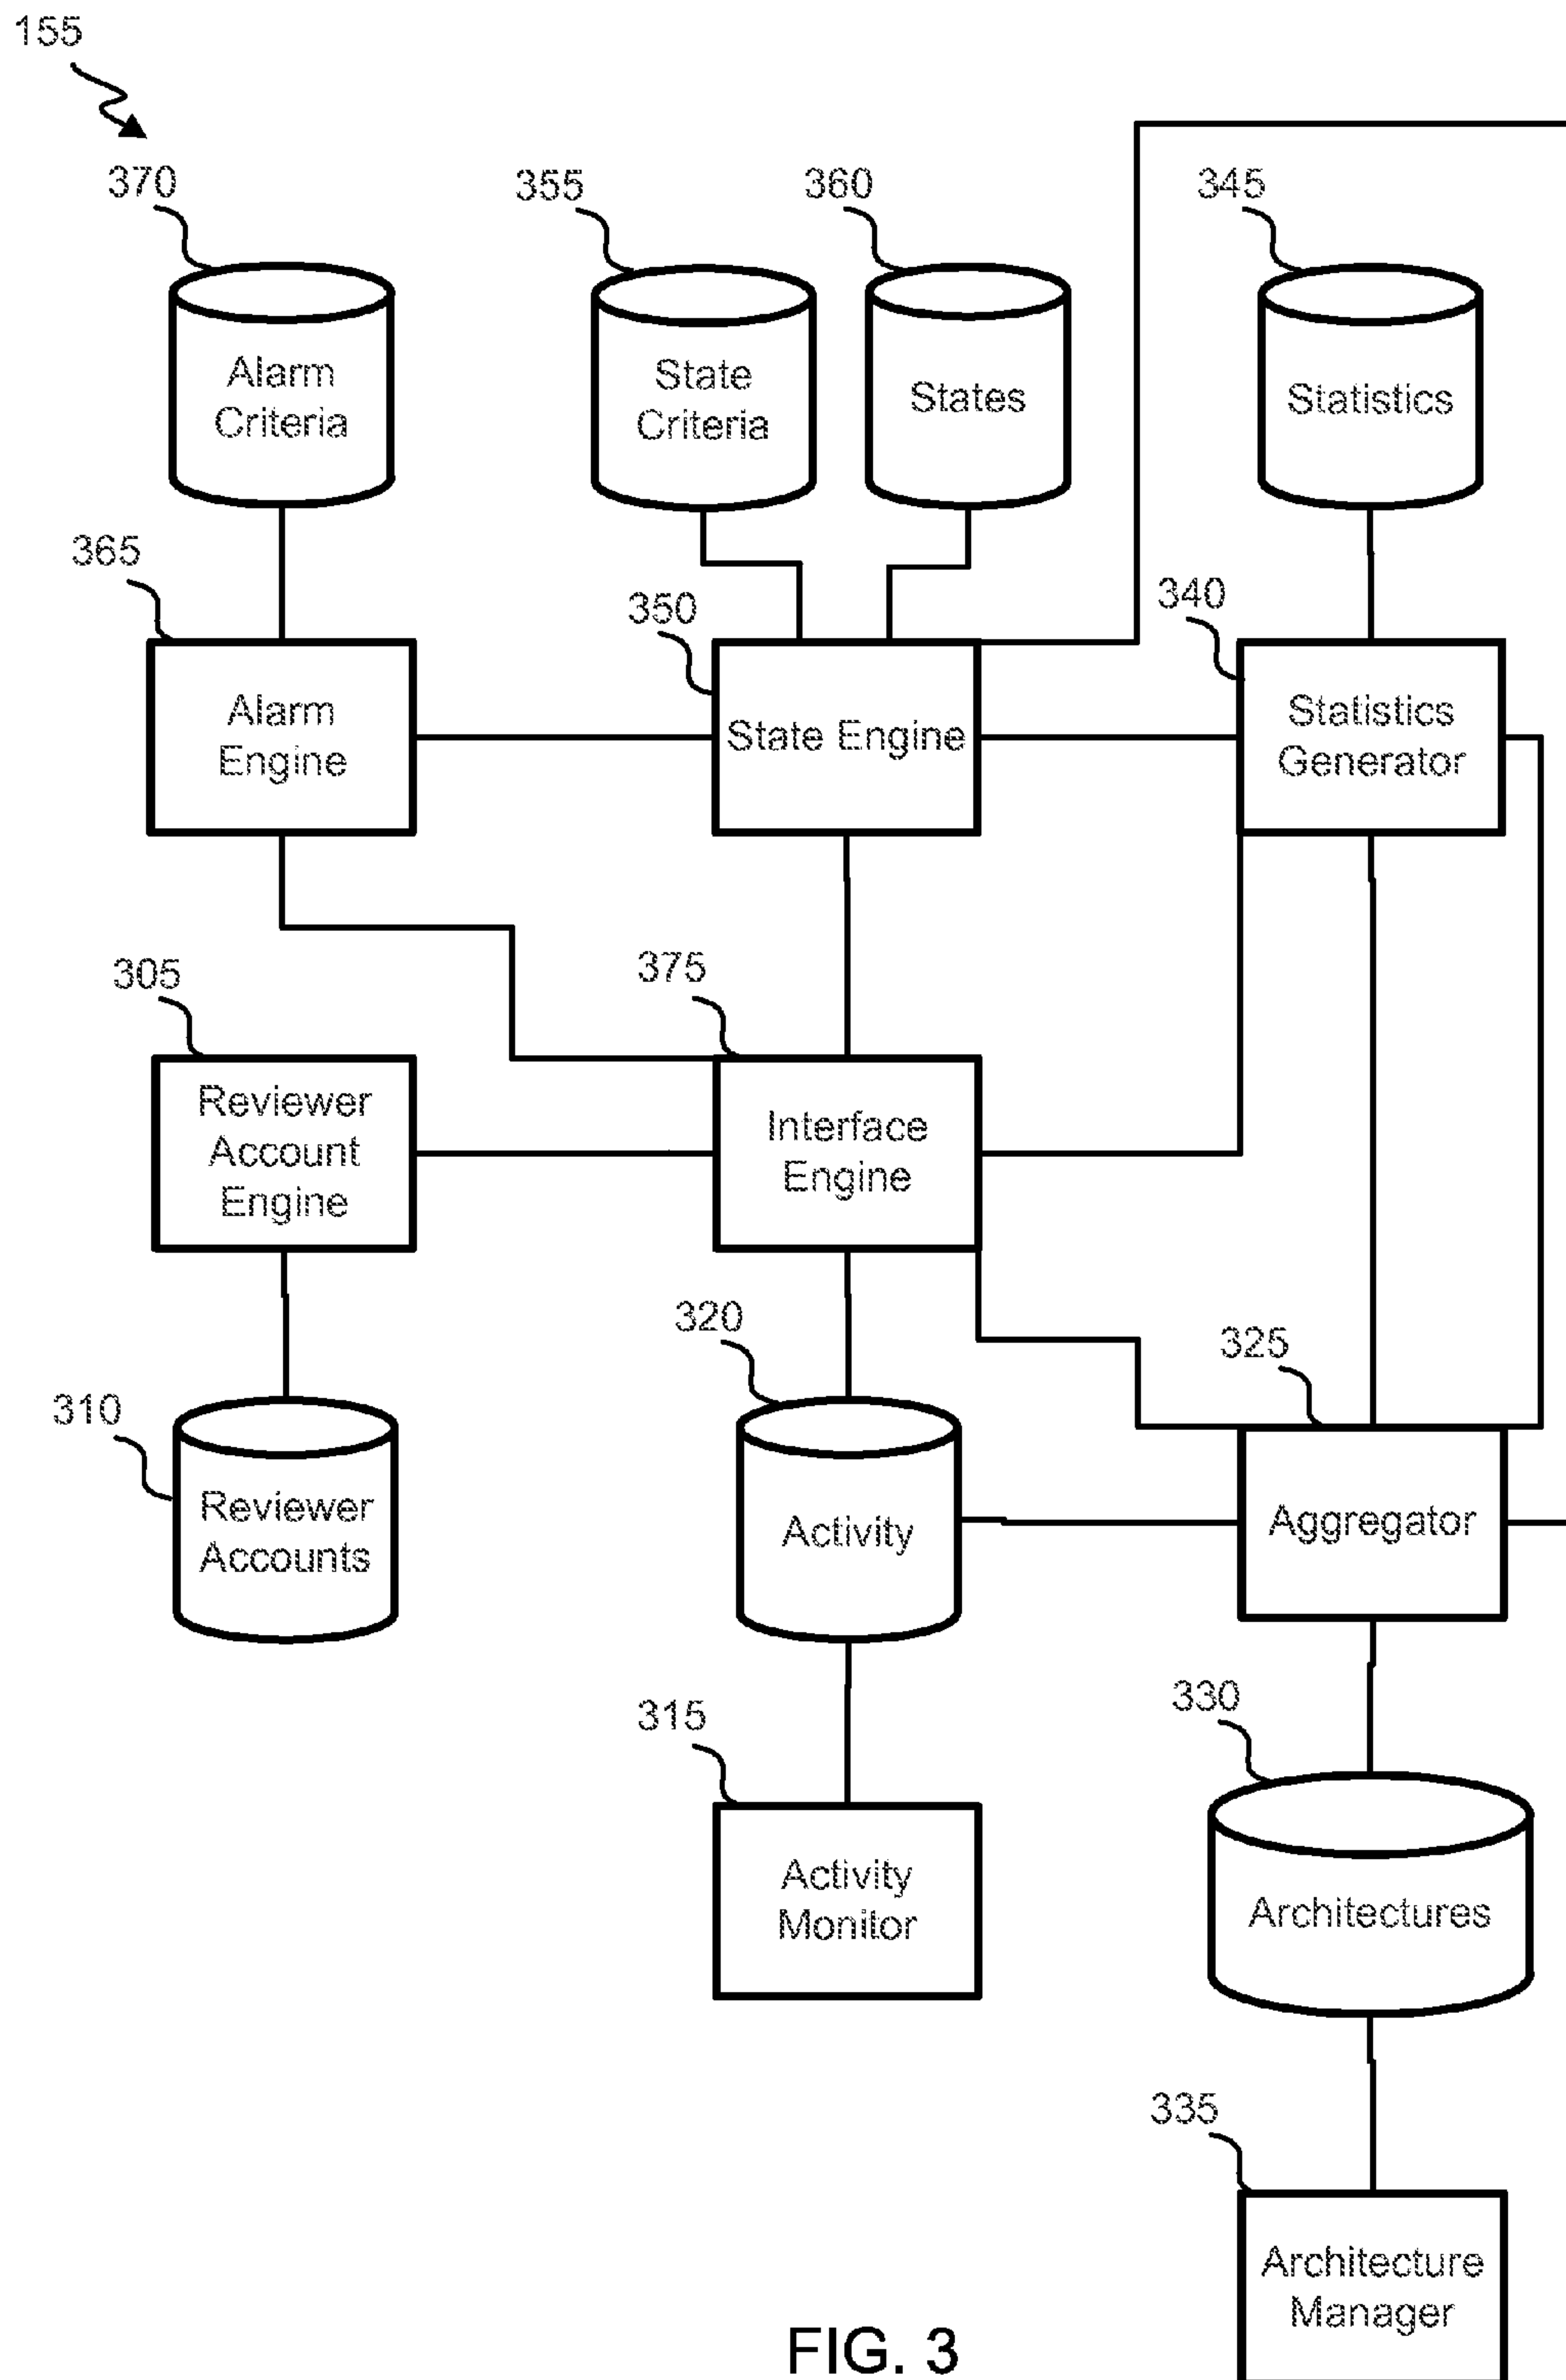 155
370
355
360
345
Alarm
Criteria
State
Criteria
States
Statistics
365
350
340
Alarm
Engine
State Engine
Statistics
Generator
305
375
Reviewer
Account
Engine
Interface
Engine
320
325
310
Reviewer
Accounts
Activity
Aggregator
315
330
Activity
Monitor
Architectures
335
Architecture
Manager
FIG. 3